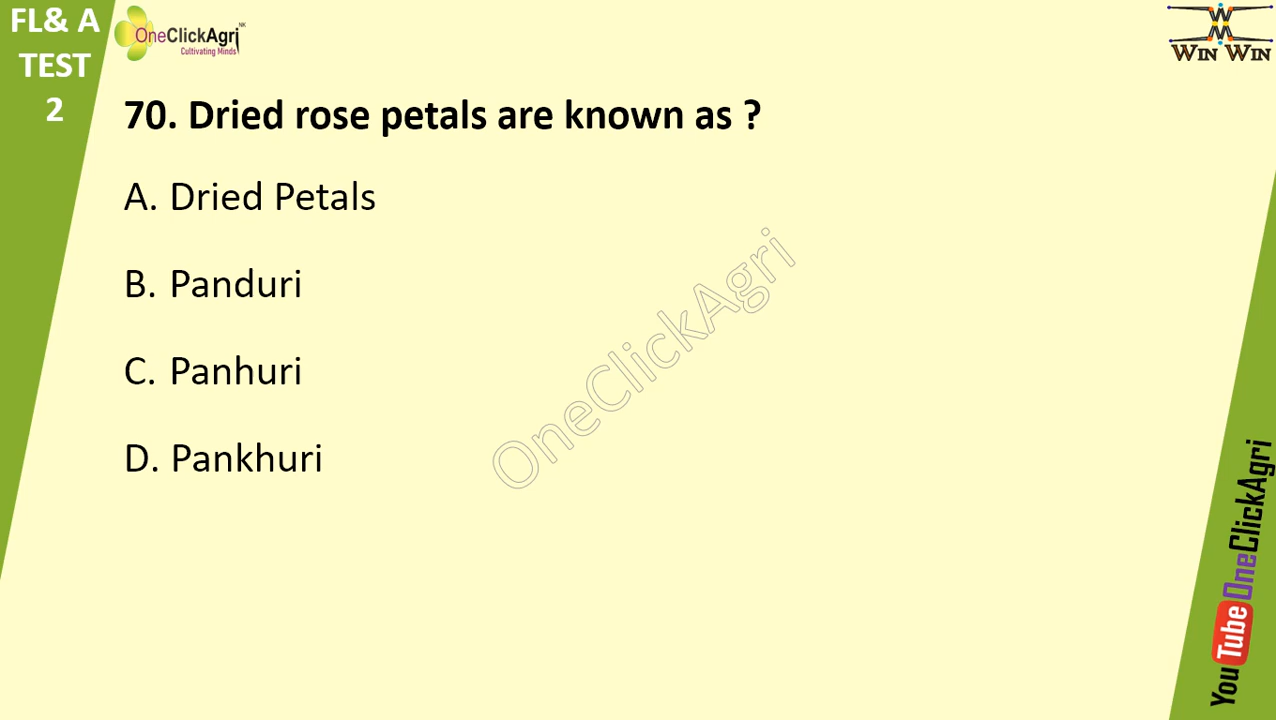 FL& A
TEST
2
OneClickAgri NK
Cultivating Minds
WIN WIN
70. Dried rose petals are known as ?
A. Dried Petals
B. Panduri
C. Panhuri
D. Pankhuri
OneClickAgri
YouTube OneClickAgri